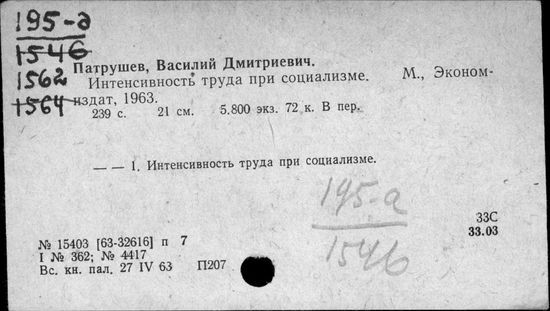 195-а
1546
1562
1564
Патрушев, Василий Дмитриевич.
Интенсивность труда при социализме. М., Эконом-
издат, 1963.
239 с. 21 см. 5.800 экз. 72 к. В пер.
— — 1. Интенсивность труда при социализме.
195-а
1546
33С
33.03
№ 15403 [63-32616] п 7
I № 362; № 4417
Вс. кн. пал. 27 IV 63 П207